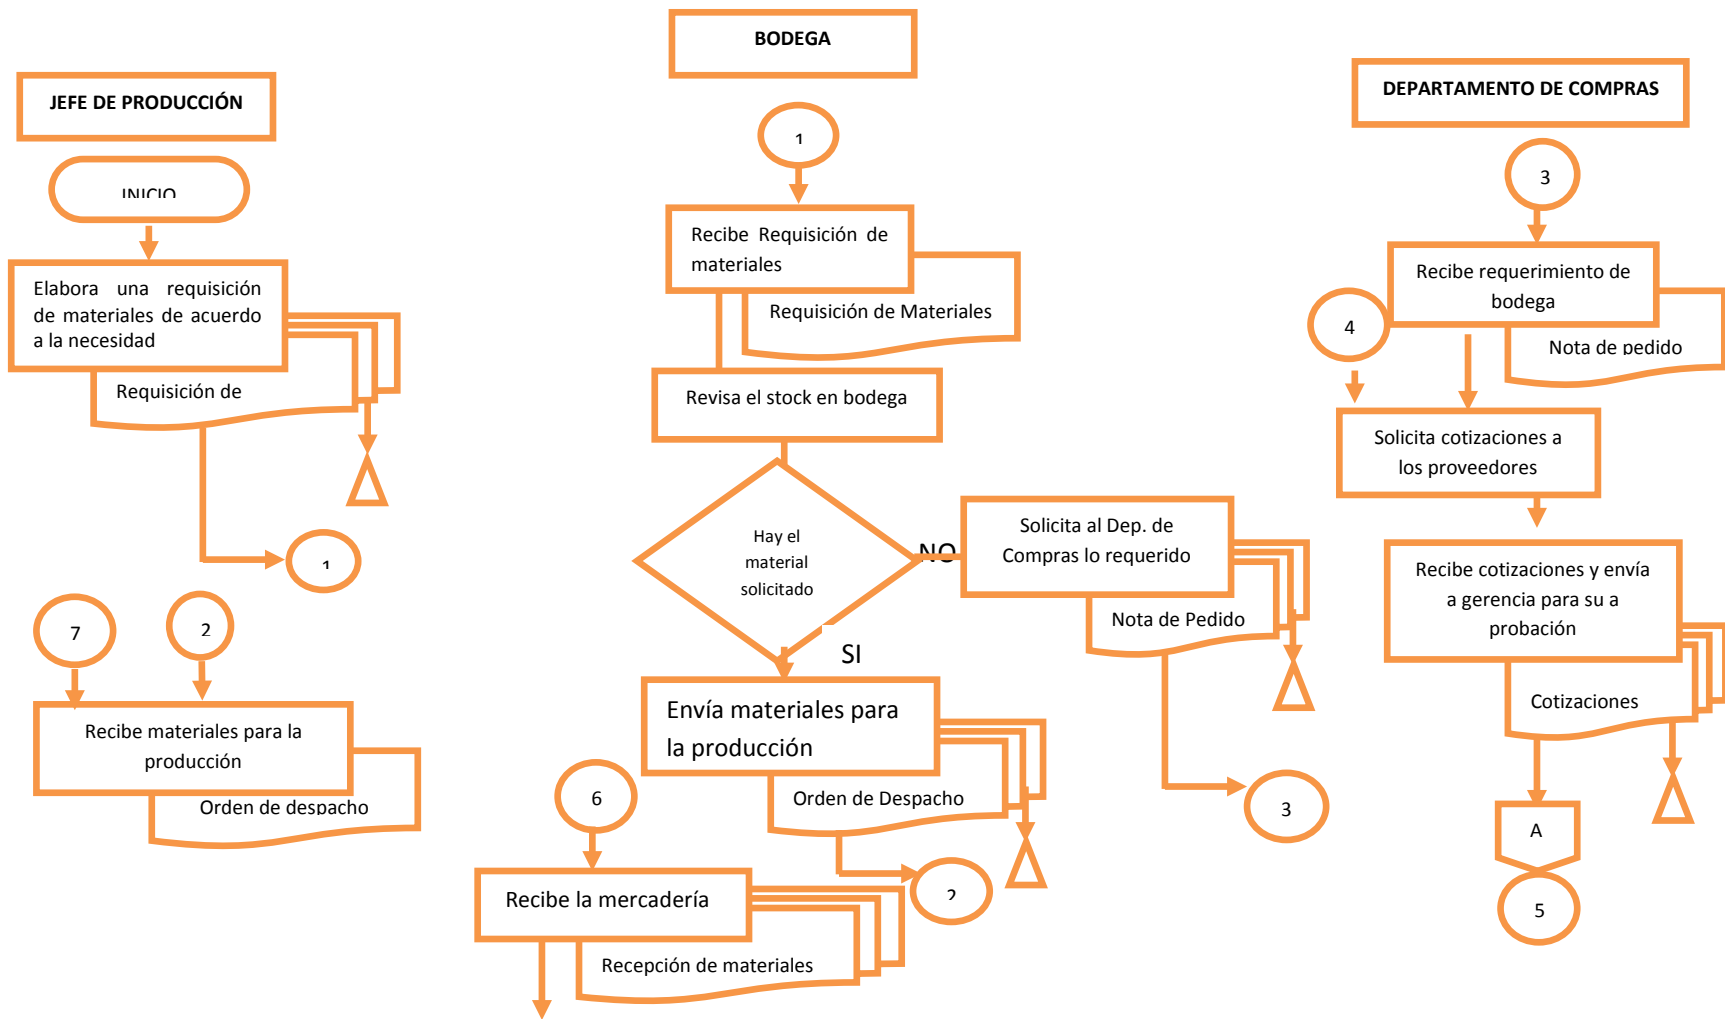 JEFE DE PRODUCCIÓN
INICIO
Elabora una requisición
de materiales de acuerdo
a la necesidad
Requisición de
1
7
2
Recibe materiales para la
producción
Orden de despacho
BODEGA
1
Recibe Requisición de
materiales
Requisición de Materiales
Revisa el stock en bodega
Hay el
material
solicitado
NO
Solicita al Dep. de
Compras lo requerido
Nota de Pedido
3
SI
Envía materiales para
la producción
Orden de Despacho
2
6
Recibe la mercadería
Recepción de materiales
DEPARTAMENTO DE COMPRAS
3
Recibe requerimiento de
bodega
Nota de pedido
4
Solicita cotizaciones a
los proveedores
Recibe cotizaciones y envía
a gerencia para su a
probación
Cotizaciones
A
5